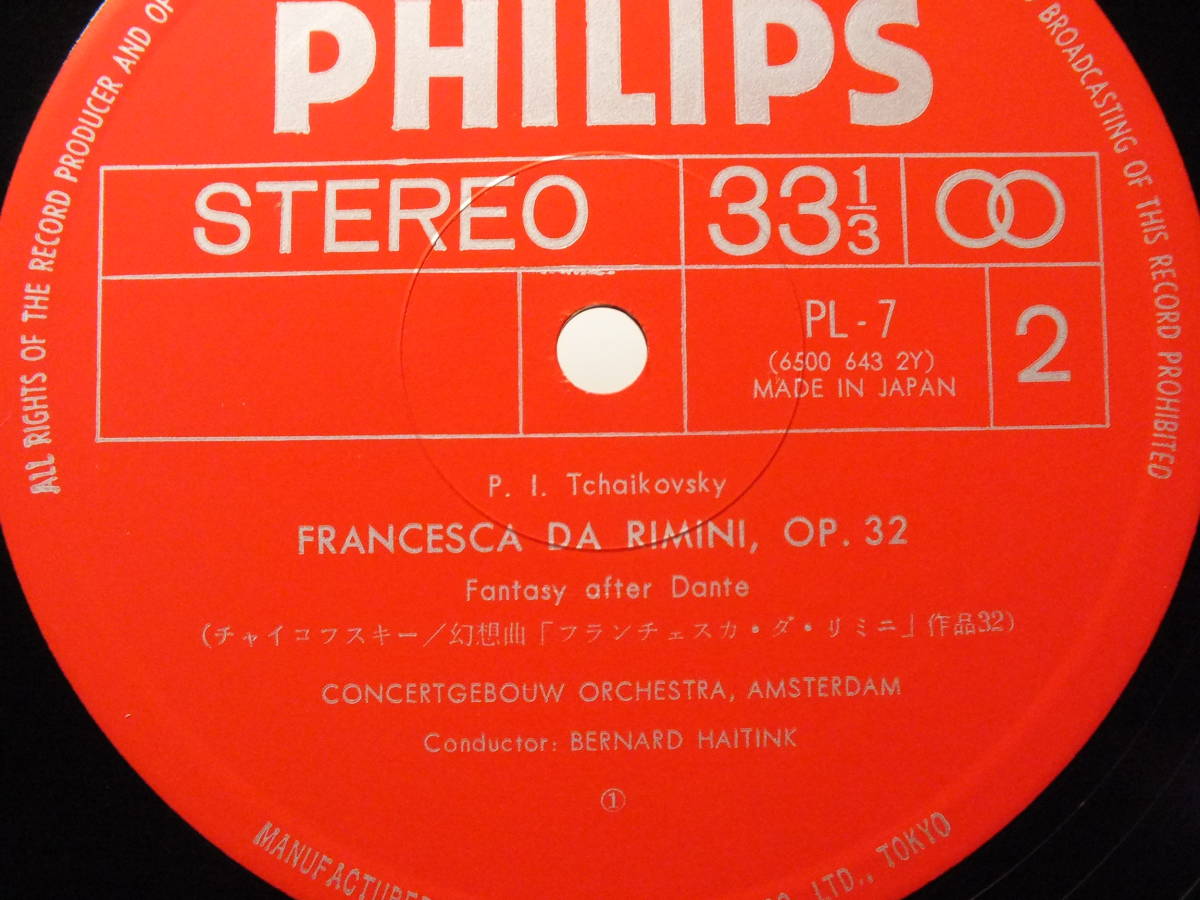 PHILIPS
STEREO
33 1/3
PL-7
(6500 643 2Y)
MADE IN JAPAN
2
P. I. Tchaikovsky
FRANCESCA DA RIMINI, OP. 32
Fantasy after Dante
(チャイコフスキー/幻想曲「フランチェスカ・ダ・リミニ」作品32)
CONCERTGEBOUW ORCHESTRA, AMSTERDAM
Conductor: BERNARD HAITINK
①
ALL RIGHTS OF THE RECORD PRODUCER AND
BROADCASTING OF THIS RECORD PROHIBITED
LTD., TOKYO